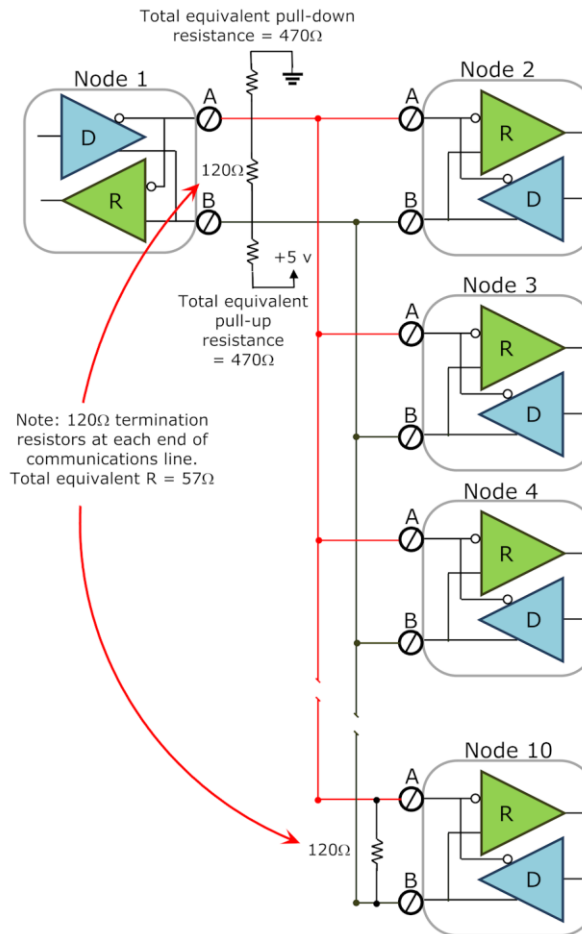 Total equivalent pull-down
resistance = 470Ω
Node 1
Node 2
A
A
D
R
120Ω
R
D
B
B
+5 v
Total equivalent
pull-up
resistance
= 470Ω
Node 3
A
R
B
D
Note: 120Ω termination
resistors at each end of
communications line.
Total equivalent R = 57Ω
Node 4
A
R
B
D
Node 10
A
R
120Ω
D
B